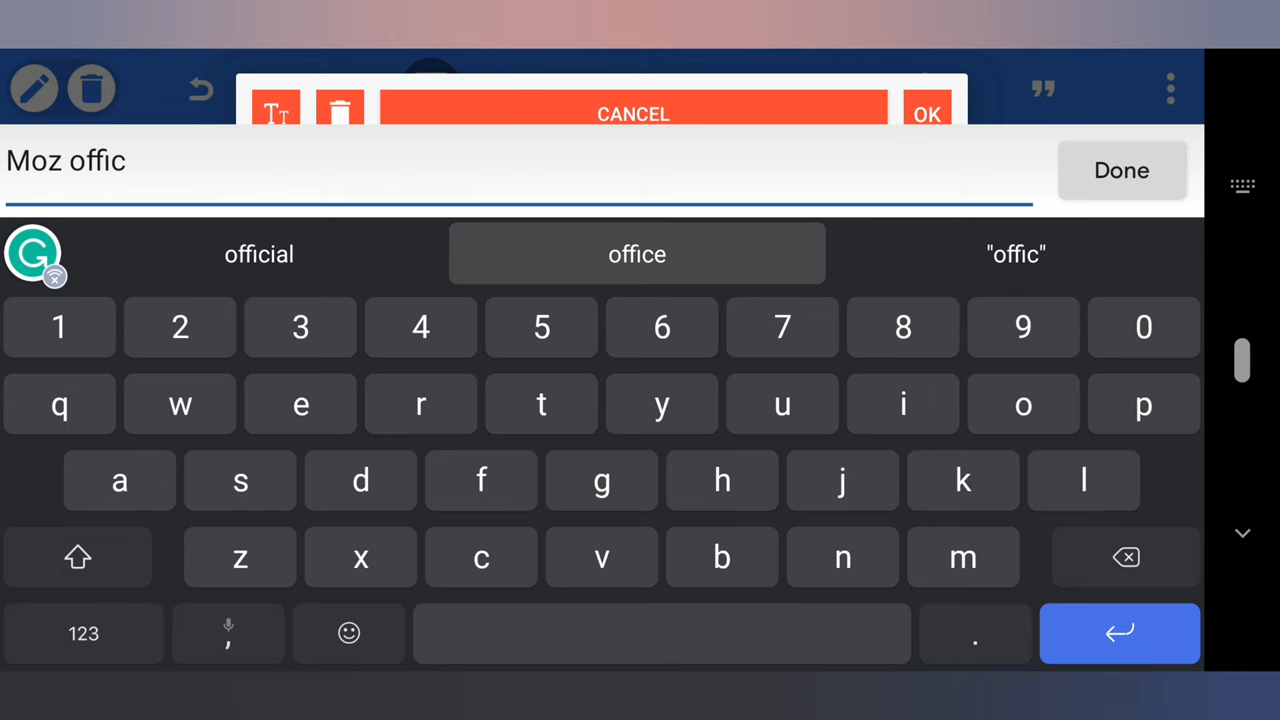 Tт
CANCEL
OK
Moz offic
Done
G
official
office
"offic"
1 2 3 4 5 6 7 8 9 0
q w e r t y u i o p
a s d f g h j k l
z x c v b n m
123 , .